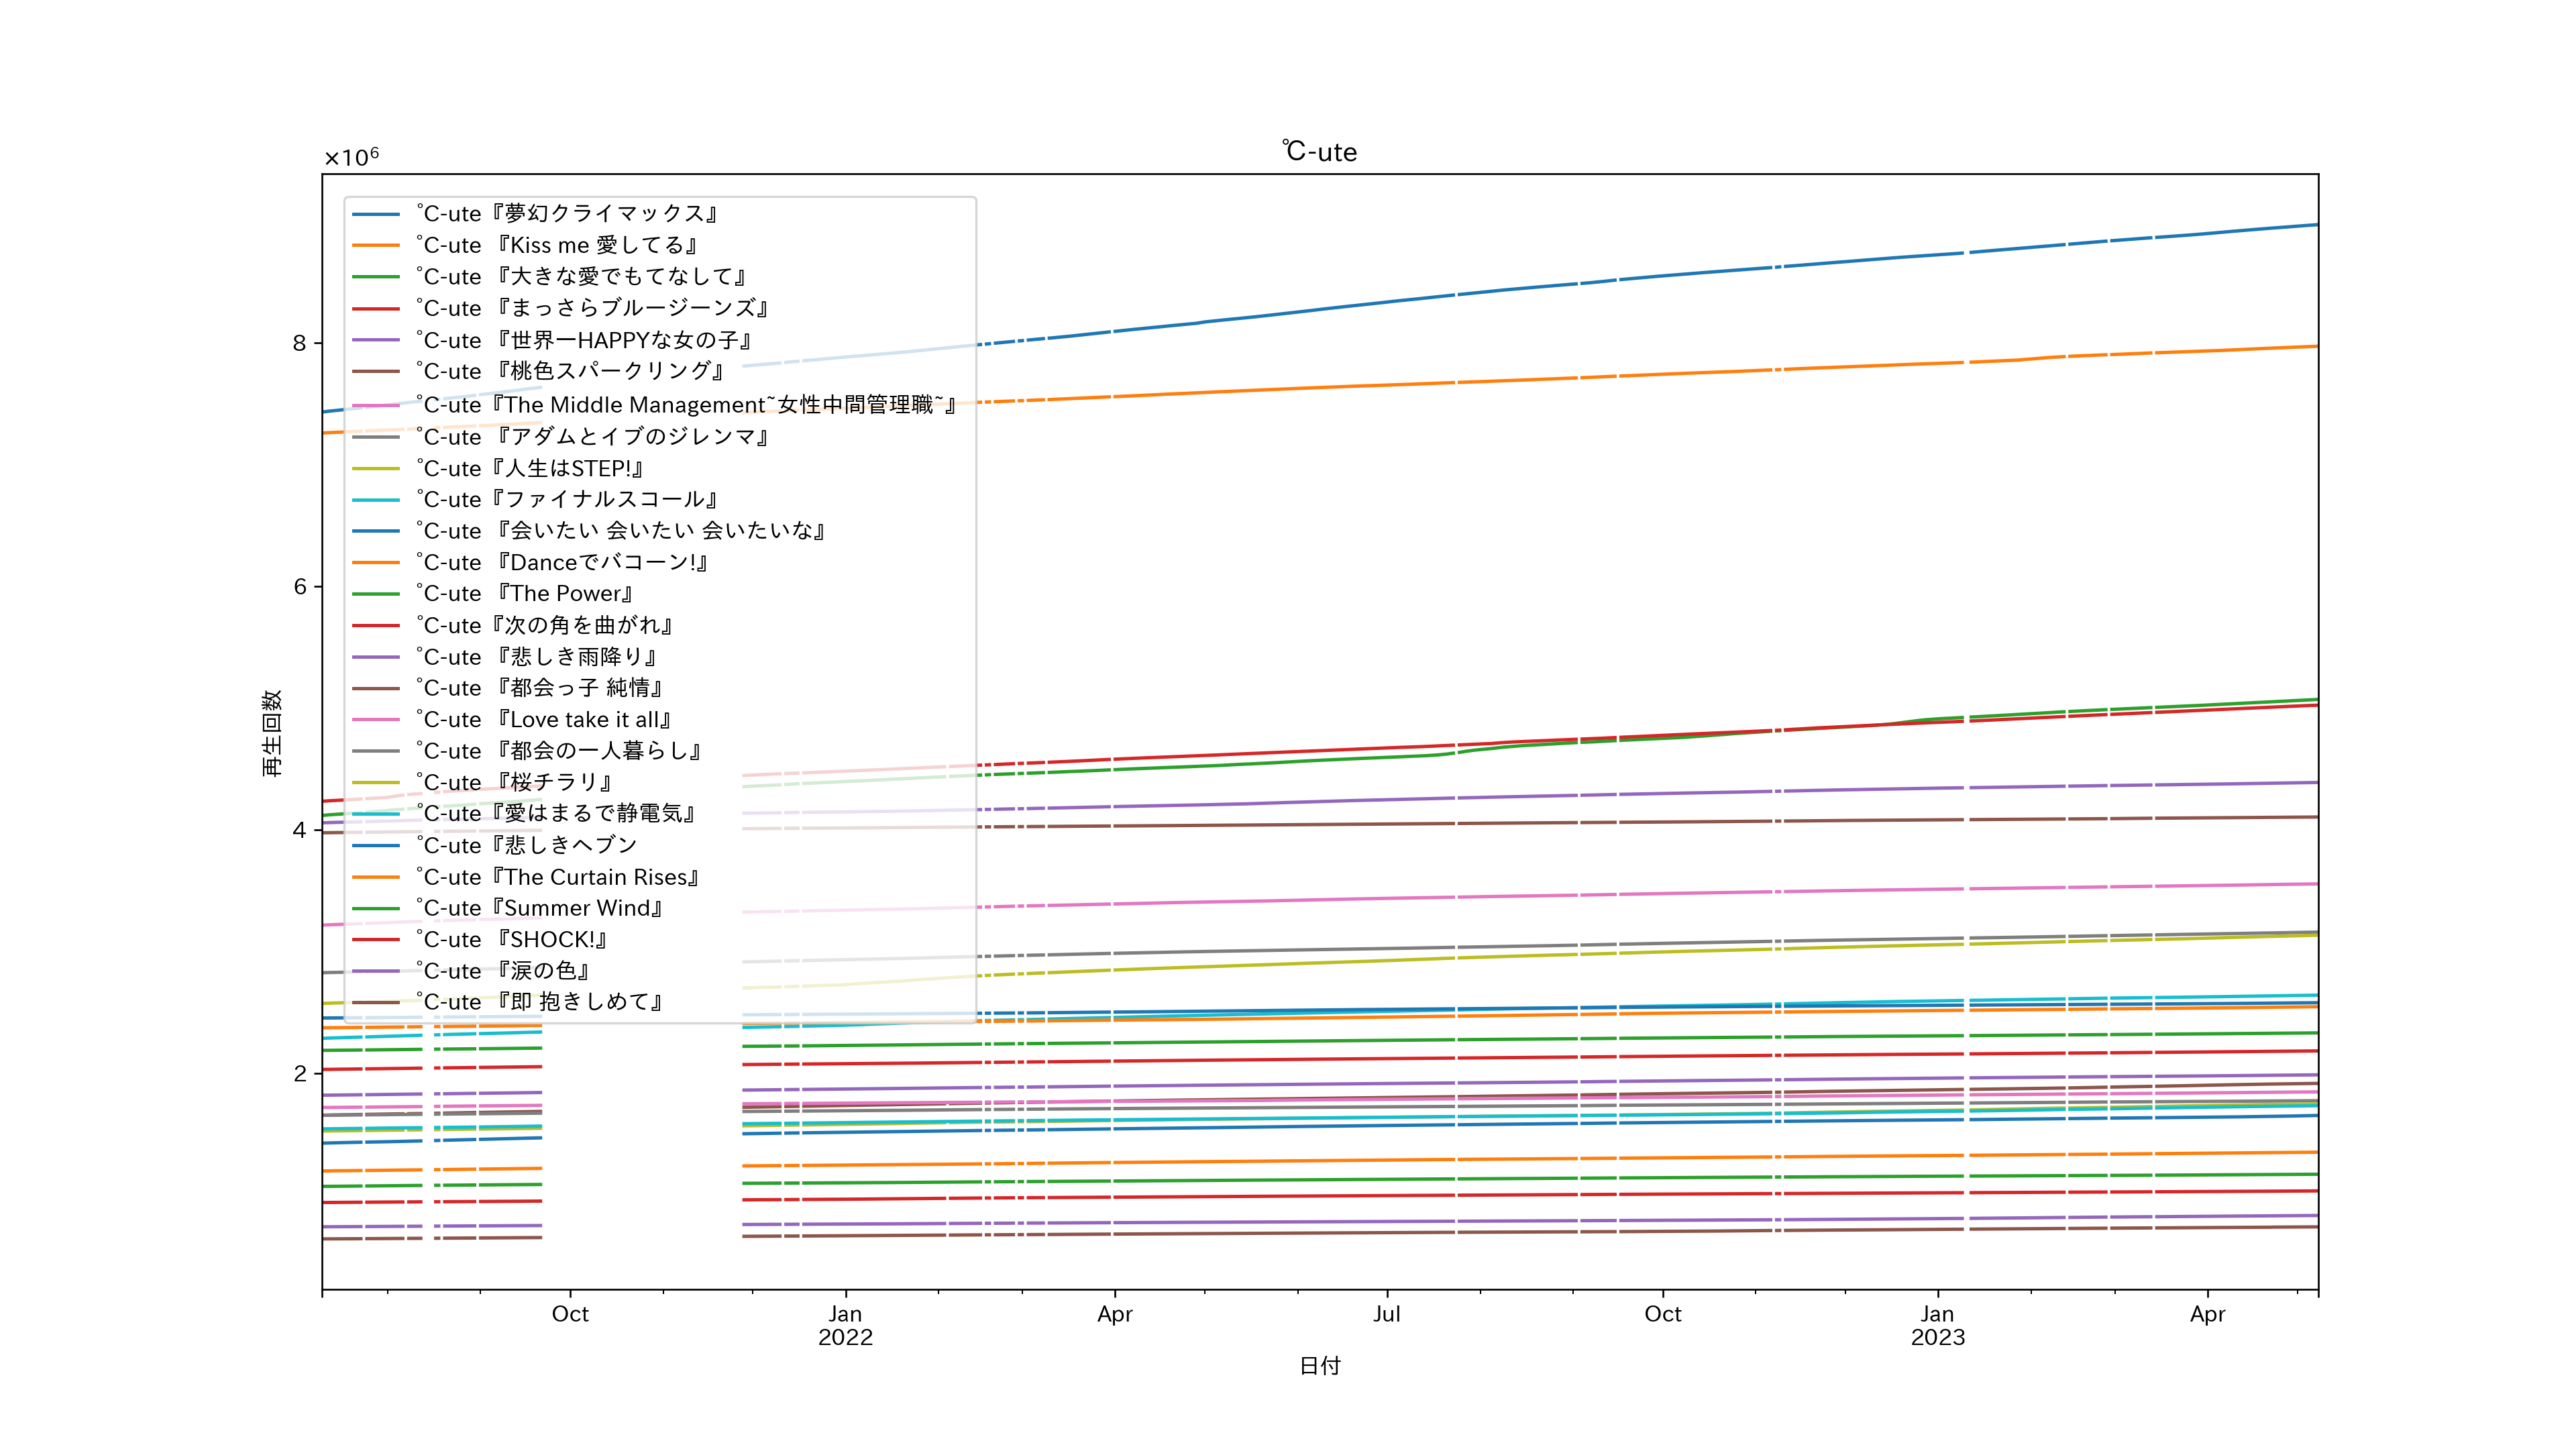 ℃-ute
×10⁶
°C-ute『夢幻クライマックス』
°C-ute 『Kiss me 愛してる』
°C-ute 『大きな愛でもてなして』
°C-ute 『まっさらブルージーンズ』
°C-ute 『世界一HAPPYな女の子』
°C-ute 『桃色スパークリング』
°C-ute『The Middle Management~女性中間管理職~』
°C-ute 『アダムとイブのジレンマ』
°C-ute『人生はSTEP!』
°C-ute『ファイナルスコール』
°C-ute 『会いたい 会いたい 会いたいな』
°C-ute 『Danceでバコーン!』
°C-ute 『The Power』
°C-ute『次の角を曲がれ』
°C-ute 『悲しき雨降り』
°C-ute 『都会っ子 純情』
°C-ute 『Love take it all』
°C-ute 『都会の一人暮らし』
°C-ute 『桜チラリ』
°C-ute 『愛はまるで静電気』
°C-ute『悲しきヘブン
°C-ute『The Curtain Rises』
°C-ute『Summer Wind』
°C-ute 『SHOCK!』
°C-ute 『涙の色』
°C-ute 『即 抱きしめて』
8
6
4
2
再生回数
Oct Jan Apr Jul Oct Jan Apr
2022 2023
日付